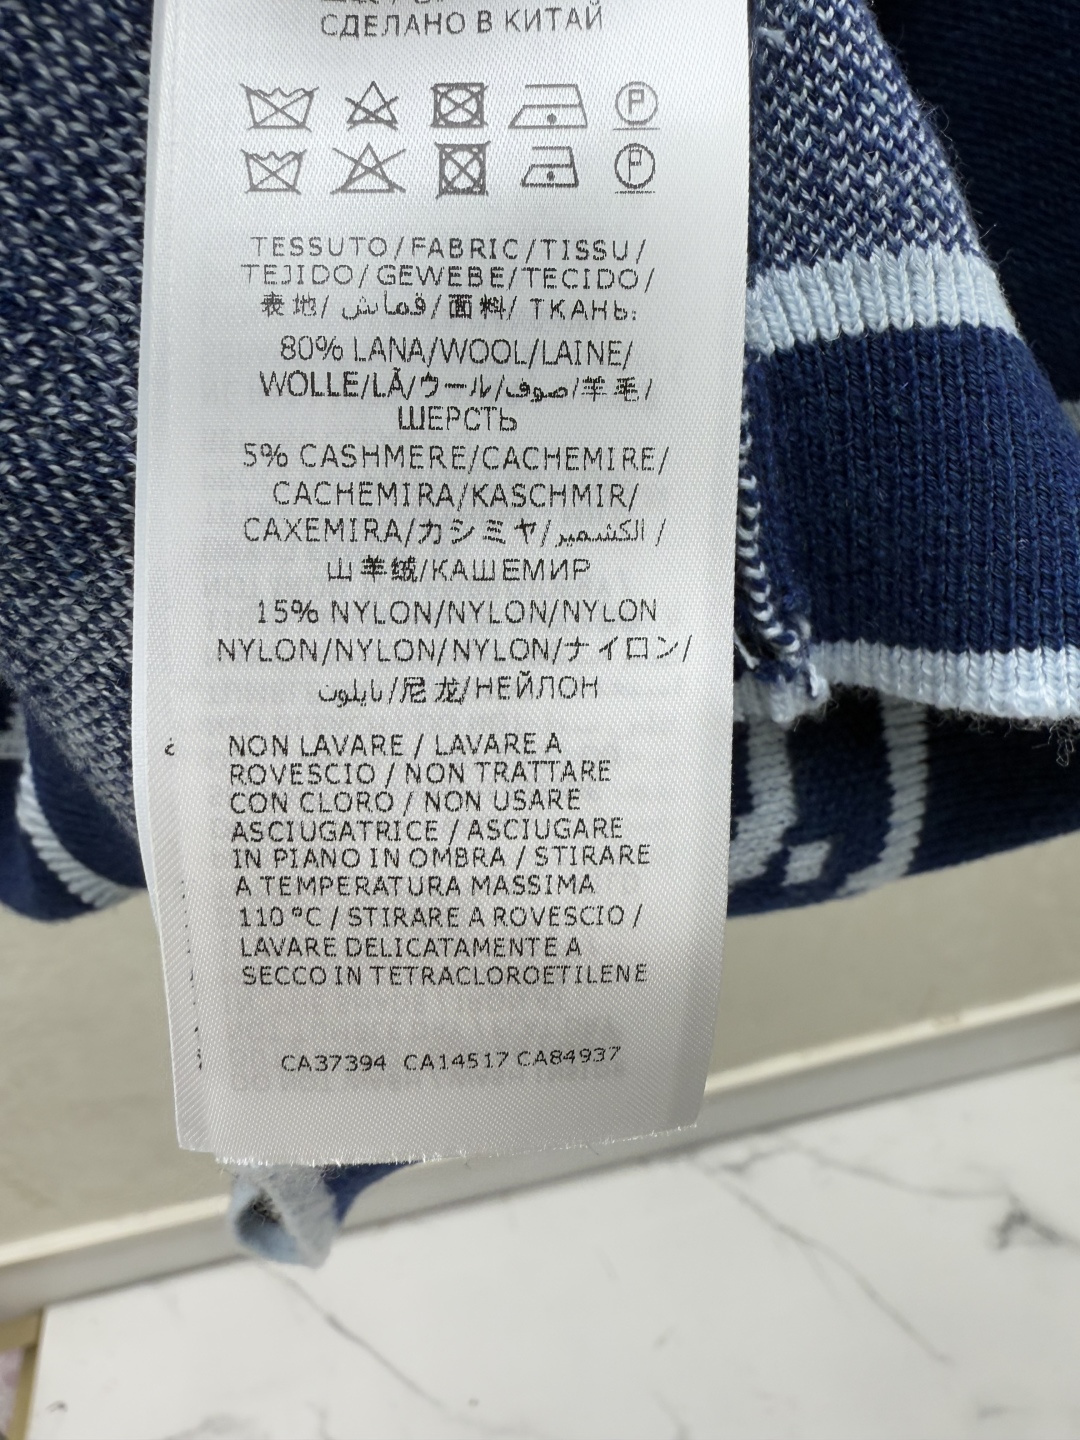 СДЕЛАНО В КИТАЙ
P
P
TESSUTO/FABRIC/TISSU/
TEJIDO/GEWEBE/TECIDO/
表地/ قماش/面料/ ТКАНЬ:
80% LANA/WOOL/LAINE/
WOLLE/LÃ/ウール/صوف/羊毛/
ШЕРСТЬ
5% CASHMERE/CACHEMIRE/
CACHEMIRA/KASCHMIR/
CAXEMIRA/カシミヤ/الكشمير/
山羊绒/КАШЕМИР
15% NYLON/NYLON/NYLON
NYLON/NYLON/NYLON/ナイロン/
نايلون/尼龙/НЕЙЛОН
NON LAVARE / LAVARE A
ROVESCIO / NON TRATTARE
CON CLORO / NON USARE
ASCIUGATRICE / ASCIUGARE
IN PIANO IN OMBRA / STIRARE
A TEMPERATURA MASSIMA
110 °C / STIRARE A ROVESCIO /
LAVARE DELICATAMENTE A
SECCO IN TETRACLOROETILENE
CA37394 CA14517 CA84937